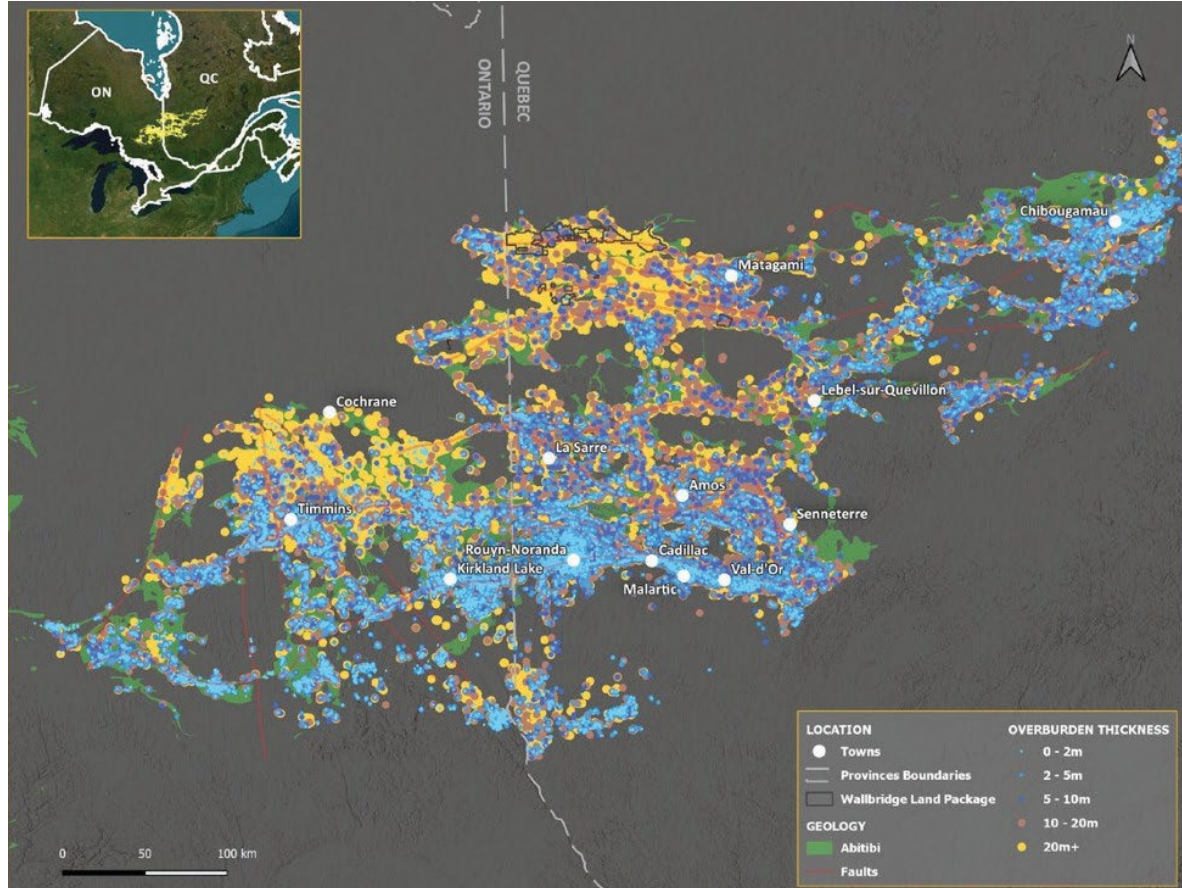 ON
QC
N
ONTARIO
QUEBEC
Chibougamau
Matagami
Lebel-sur-Quevillon
Cochrane
La Sarre
Amos
Timmins
Senneterre
Rouyn-Noranda
Cadillac
Kirkland Lake
Val-d'Or
Malartic
LOCATION
Towns
Provinces Boundaries
Wallbridge Land Package
GEOLOGY
Abitibi
Faults
OVERBURDEN THICKNESS
0 - 2m
2 - 5m
5 - 10m
10 - 20m
20m+
0 50 100 km